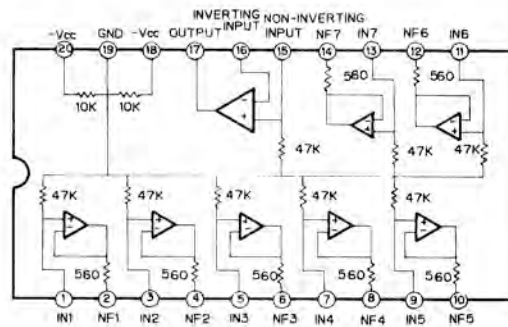 INVERTING NON-INVERTING
-Vcc GND -Vcc OUTPUT INPUT INPUT NF7 IN7 NF6 IN6
20 19 18 17 16 15 14 13 12 11
560 560
10K 10K
47K 47K 47K
47K 47K 47K 47K 47K
560 560 560 560 560
1 2 3 4 5 6 7 8 9 10
IN1 NF1 IN2 NF2 IN3 NF3 IN4 NF4 IN5 NF5